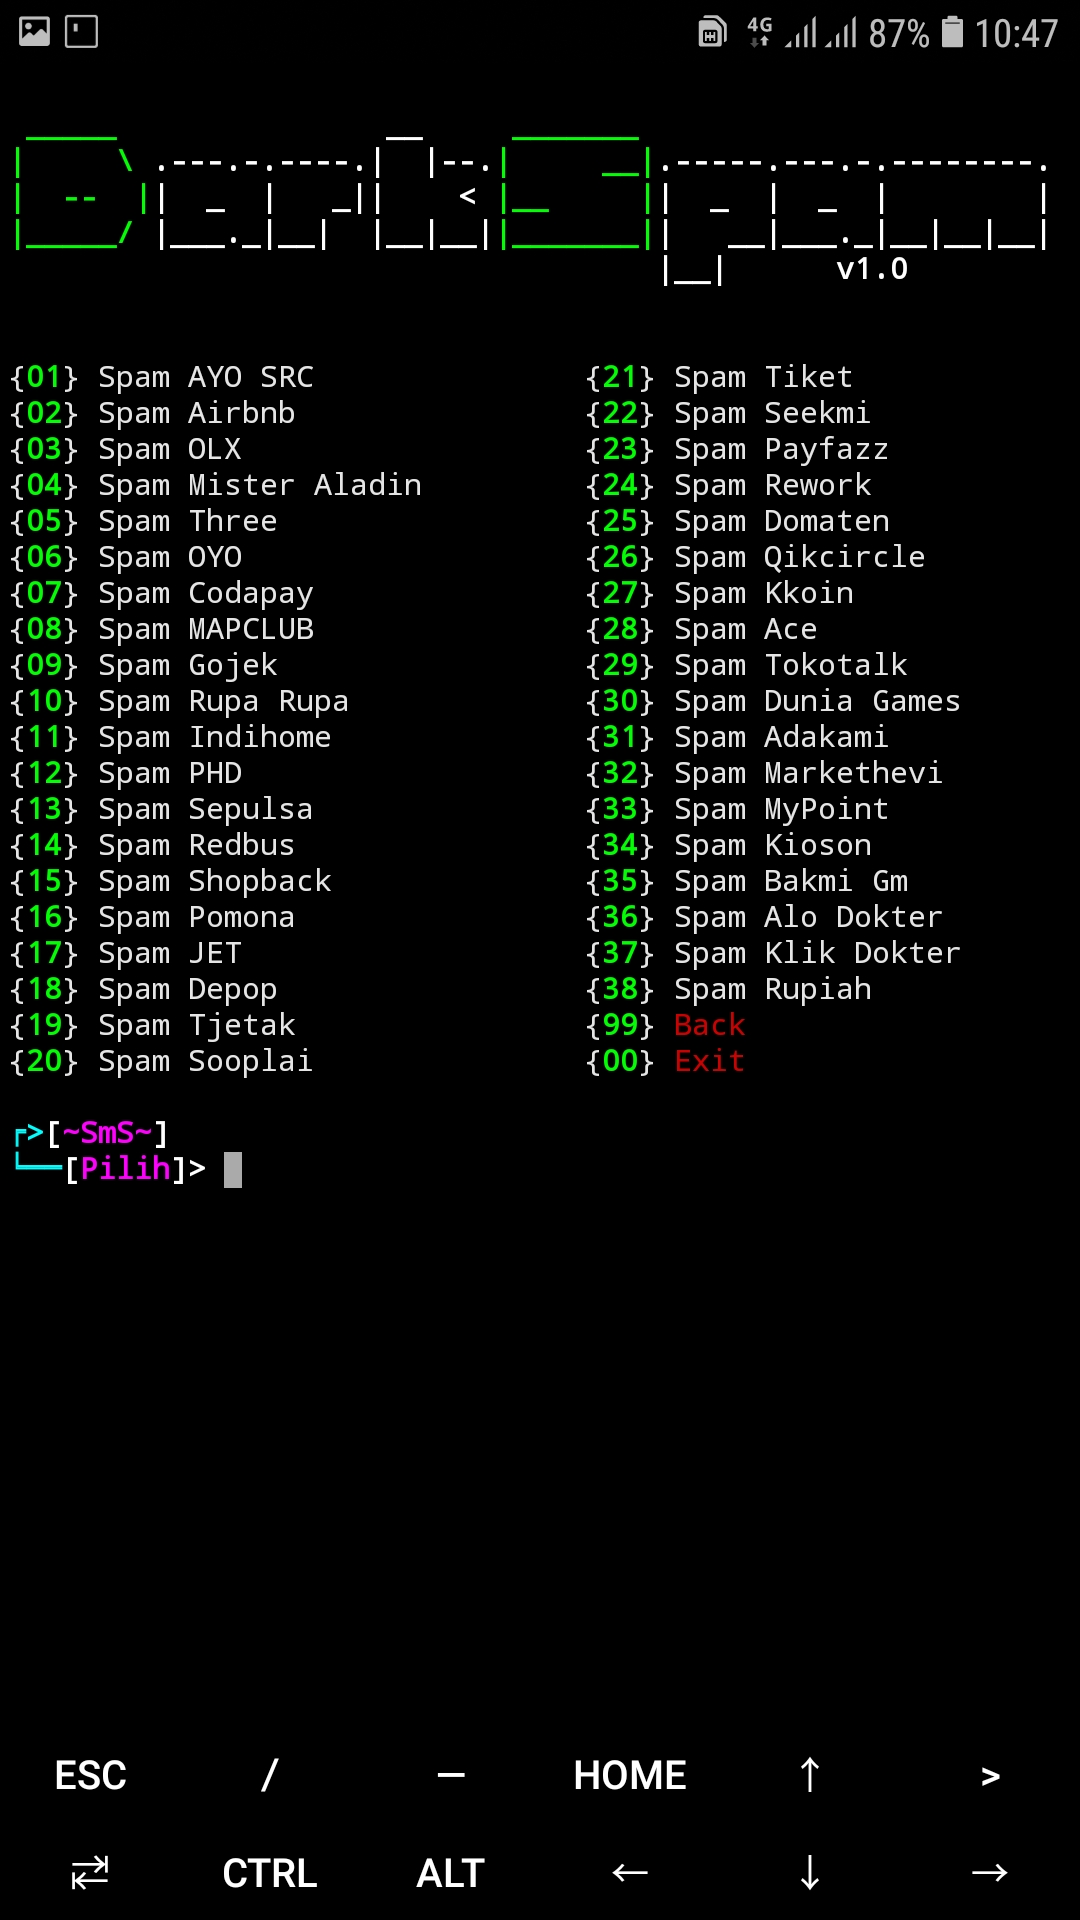 87% 10:47
4G
DarkSpam
v1.0
{01} Spam AYO SRC {21} Spam Tiket
{02} Spam Airbnb {22} Spam Seekmi
{03} Spam OLX {23} Spam Payfazz
{04} Spam Mister Aladin {24} Spam Rework
{05} Spam Three {25} Spam Domaten
{06} Spam OYO {26} Spam Qikcircle
{07} Spam Codapay {27} Spam Kkoin
{08} Spam MAPCLUB {28} Spam Ace
{09} Spam Gojek {29} Spam Tokotalk
{10} Spam Rupa Rupa {30} Spam Dunia Games
{11} Spam Indihome {31} Spam Adakami
{12} Spam PHD {32} Spam Markethevi
{13} Spam Sepulsa {33} Spam MyPoint
{14} Spam Redbus {34} Spam Kioson
{15} Spam Shopback {35} Spam Bakmi Gm
{16} Spam Pomona {36} Spam Alo Dokter
{17} Spam JET {37} Spam Klik Dokter
{18} Spam Depop {38} Spam Rupiah
{19} Spam Tjetak {99} Back
{20} Spam Sooplai {00} Exit
┌>[~SmS~]
└──[Pilih]>
ESC / — HOME ↑ >
⇄ CTRL ALT ← ↓ →